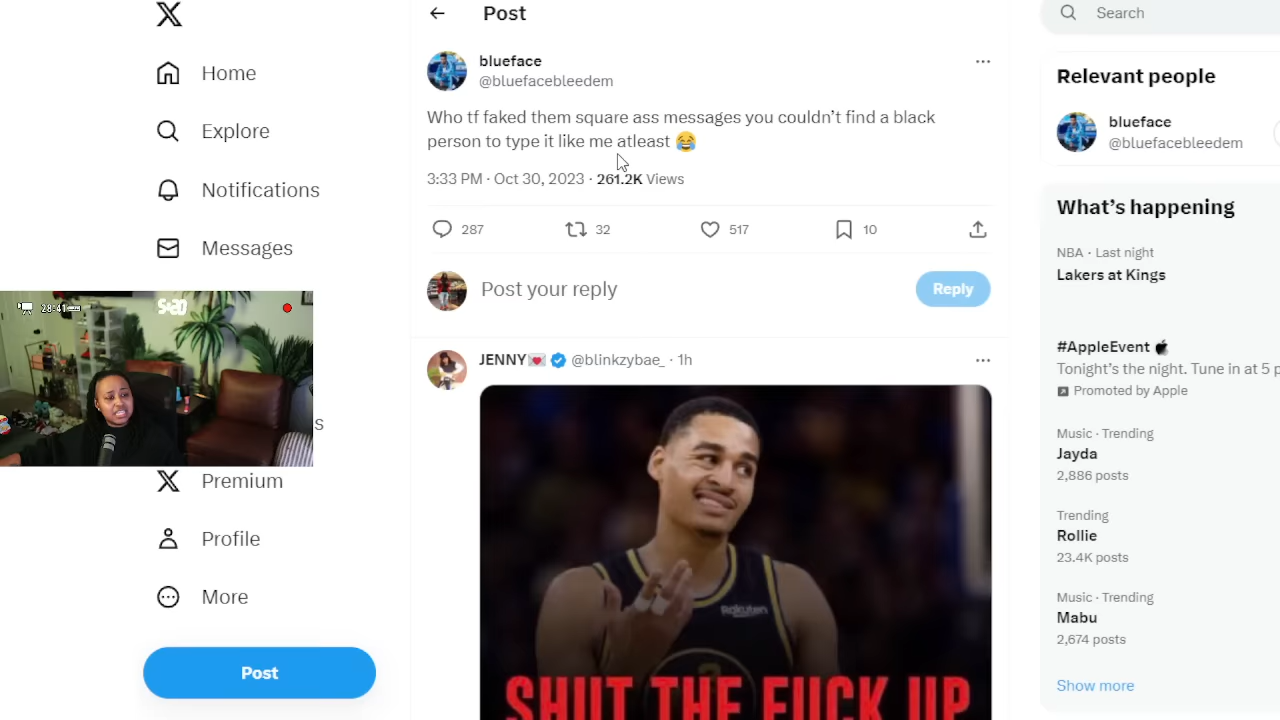 Post
Search
blueface
@bluefacebleedem
Who tf faked them square ass messages you couldn't find a black
person to type it like me atleast 😂
3:33 PM · Oct 30, 2023 · 261.2K Views
287
32
517
10
Post your reply
Reply
JENNY💌 @blinkzybae_ · 1h
Rakuten
SHUT THE FUCK UP
Home
Explore
Notifications
Messages
28:41
s
Premium
Profile
More
Post
Relevant people
blueface
@bluefacebleedem
What's happening
NBA · Last night
Lakers at Kings
#AppleEvent
Tonight's the night. Tune in at 5 p
Promoted by Apple
Music · Trending
Jayda
2,886 posts
Trending
Rollie
23.4K posts
Music · Trending
Mabu
2,674 posts
Show more